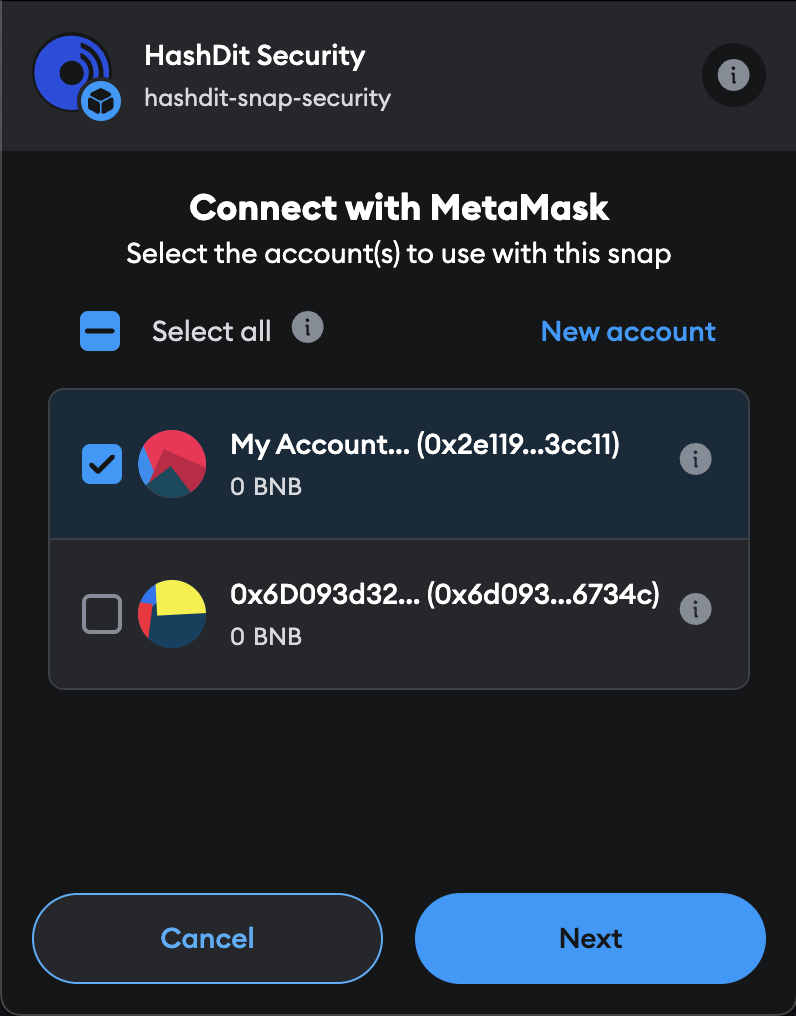 HashDit Security
hashdit-snap-security
Connect with MetaMask
Select the account(s) to use with this snap
Select all
New account
My Account... (0x2e119...3cc11)
0 BNB
0x6D093d32... (0x6d093...6734c)
0 BNB
Cancel
Next